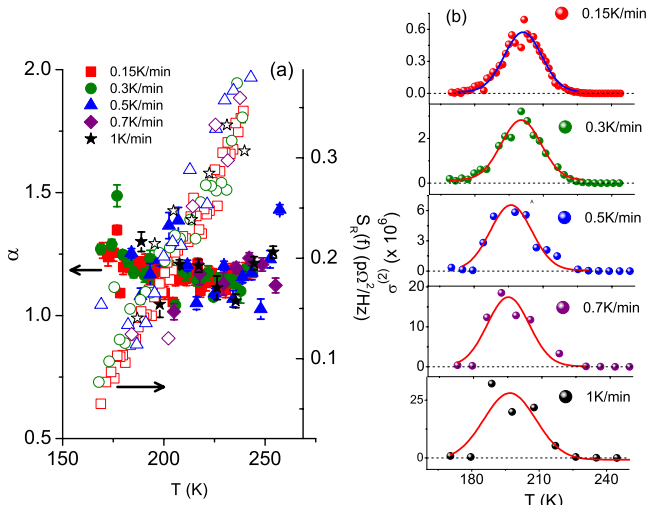 (a)
0.15K/min
0.3K/min
0.5K/min
0.7K/min
1K/min
2.0
1.5
1.0
0.5
α
150
200
250
T (K)
0.3
0.2
0.1
S_R(f) (pΩ²/Hz)
(b)
0.15K/min
0.6
0.3
0.0
0.3K/min
2
0
0.5K/min
6
4
2
0
0.7K/min
20
10
0
1K/min
25
0
σ⁽²⁾ (x 10⁶)
180
210
240
T (K)